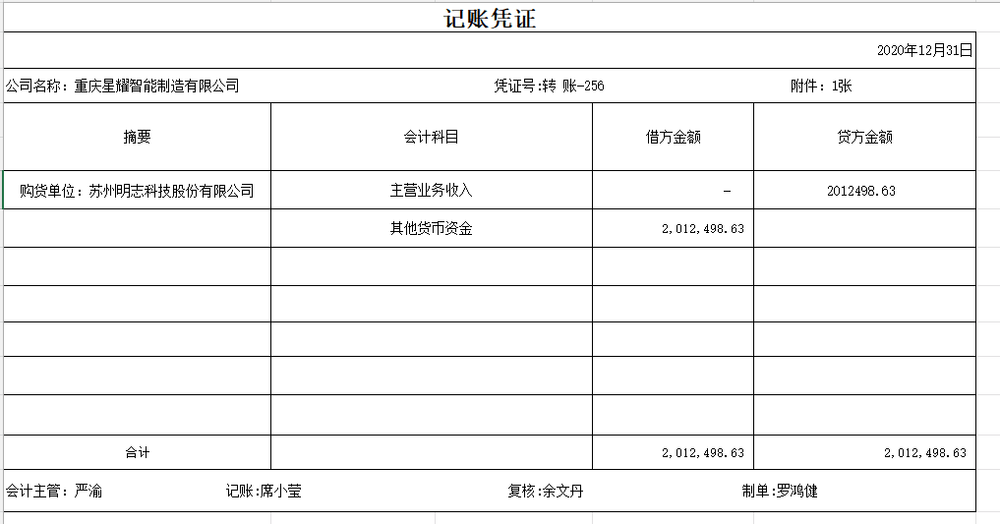 记账凭证
2020年12月31日
公司名称：重庆星耀智能制造有限公司 凭证号:转 账-256 附件：1张
摘要 会计科目 借方金额 贷方金额
购货单位：苏州明志科技股份有限公司 主营业务收入 - 2012498.63
其他货币资金 2,012,498.63
合计 2,012,498.63 2,012,498.63
会计主管：严渝 记账:席小莹 复核:余文丹 制单:罗鸿健